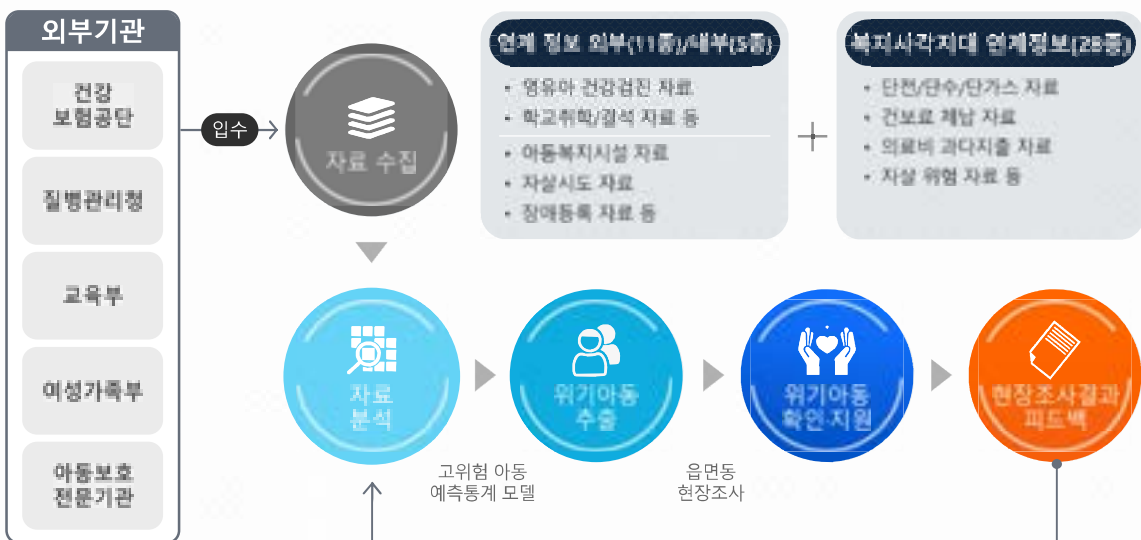 외부기관
건강
보험공단
질병관리청
교육부
여성가족부
아동보호
전문기관
입수
자료 수집
연계 정보 외부(11종)/내부(5종)
• 영유아 건강검진 자료
• 학교취학/결석 자료 등
• 아동복지시설 자료
• 자살시도 자료
• 장애등록 자료 등
+
복지사각지대 연계정보(28종)
• 단전/단수/단가스 자료
• 건보료 체납 자료
• 의료비 과다지출 자료
• 자살 위험 자료 등
자료
분석
위기아동
추출
위기아동
확인·지원
현장조사결과
피드백
고위험 아동
예측통계 모델
읍면동
현장조사